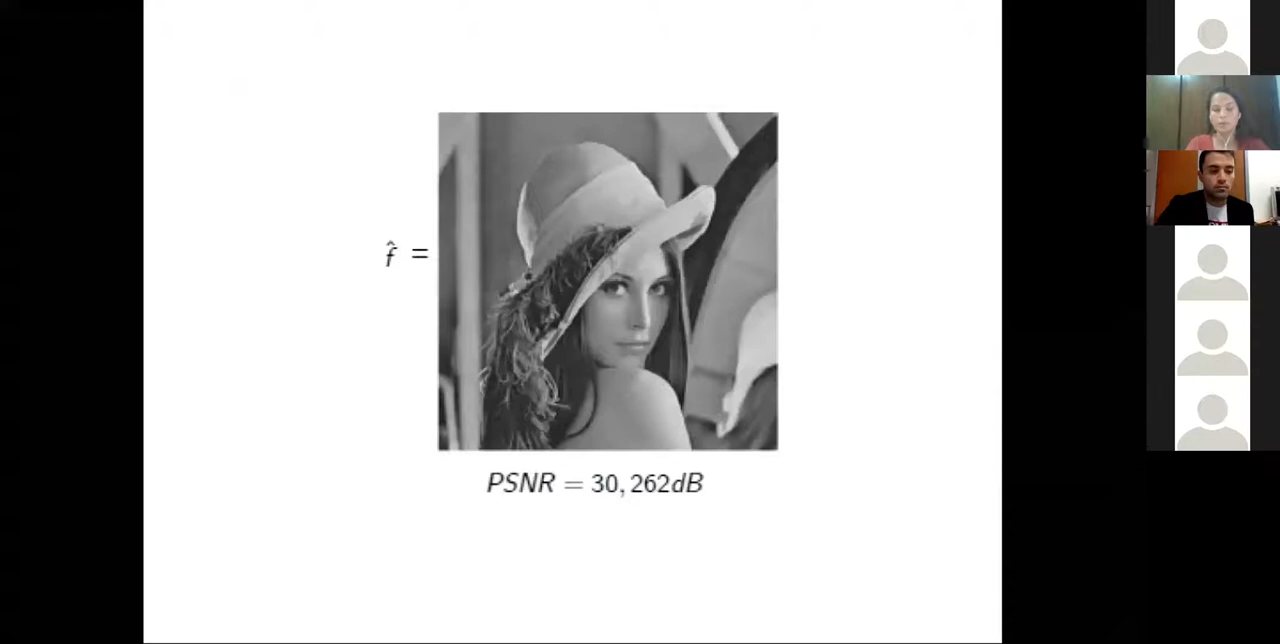 f̂ =
PSNR = 30, 262dB